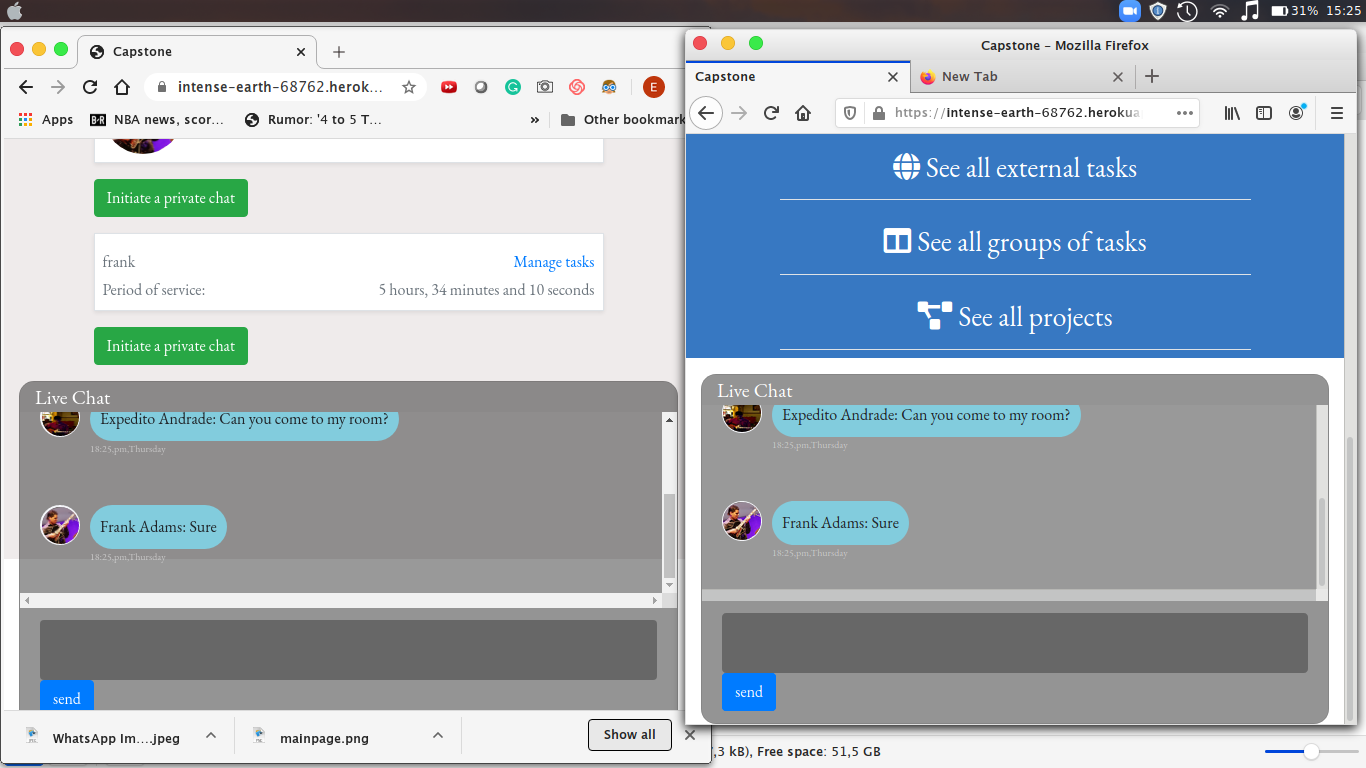 31% 15:25
Capstone
intense-earth-68762.herok...
E
Apps
B-R NBA news, scor...
Rumor: '4 to 5 T...
»
Other bookmark
Initiate a private chat
frank Manage tasks
Period of service: 5 hours, 34 minutes and 10 seconds
Initiate a private chat
Live Chat
Expedito Andrade: Can you come to my room?
18:25,pm,Thursday
Frank Adams: Sure
18:25,pm,Thursday
send
WhatsApp Im....jpeg
mainpage.png
Show all
Capstone - Mozilla Firefox
Capstone
New Tab
https://intense-earth-68762.herokua
See all external tasks
See all groups of tasks
See all projects
Live Chat
Expedito Andrade: Can you come to my room?
18:25,pm,Thursday
Frank Adams: Sure
18:25,pm,Thursday
send
,3 kB), Free space: 51,5 GB